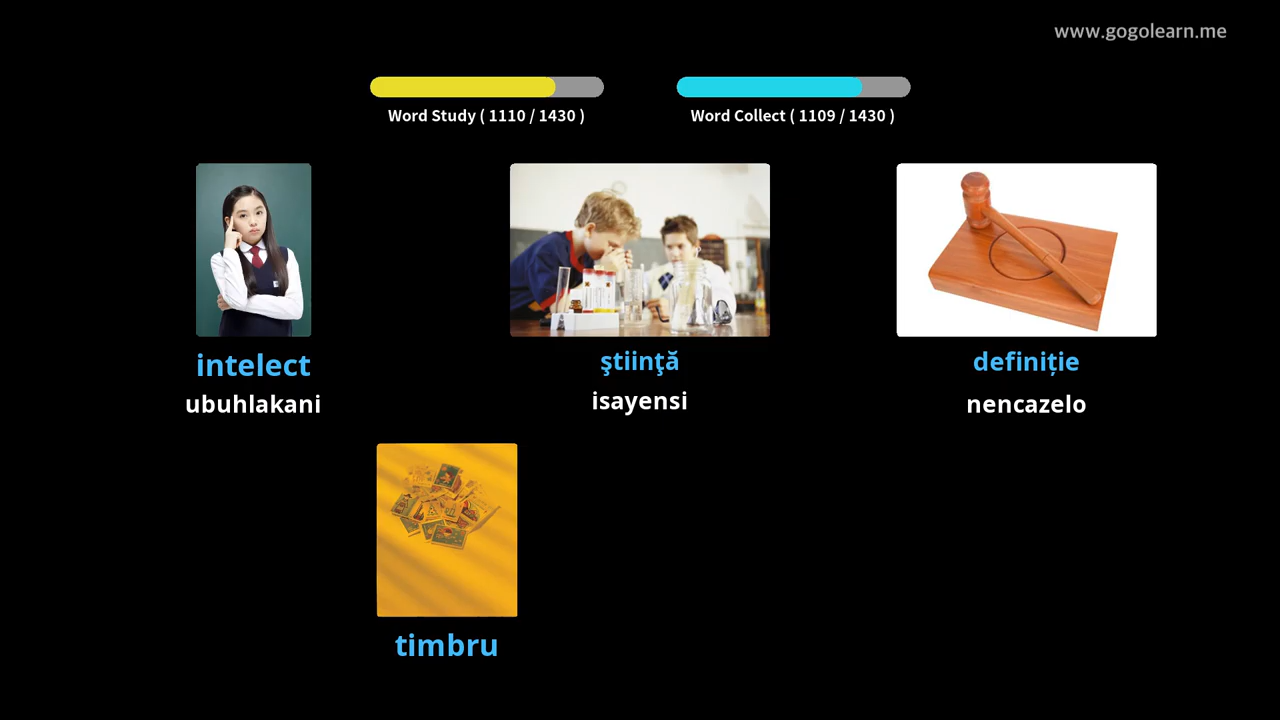 www.gogolearn.me
Word Study ( 1110 / 1430 )
Word Collect ( 1109 / 1430 )
intelect
ubuhlakani
ştiinţă
isayensi
definiție
nencazelo
timbru